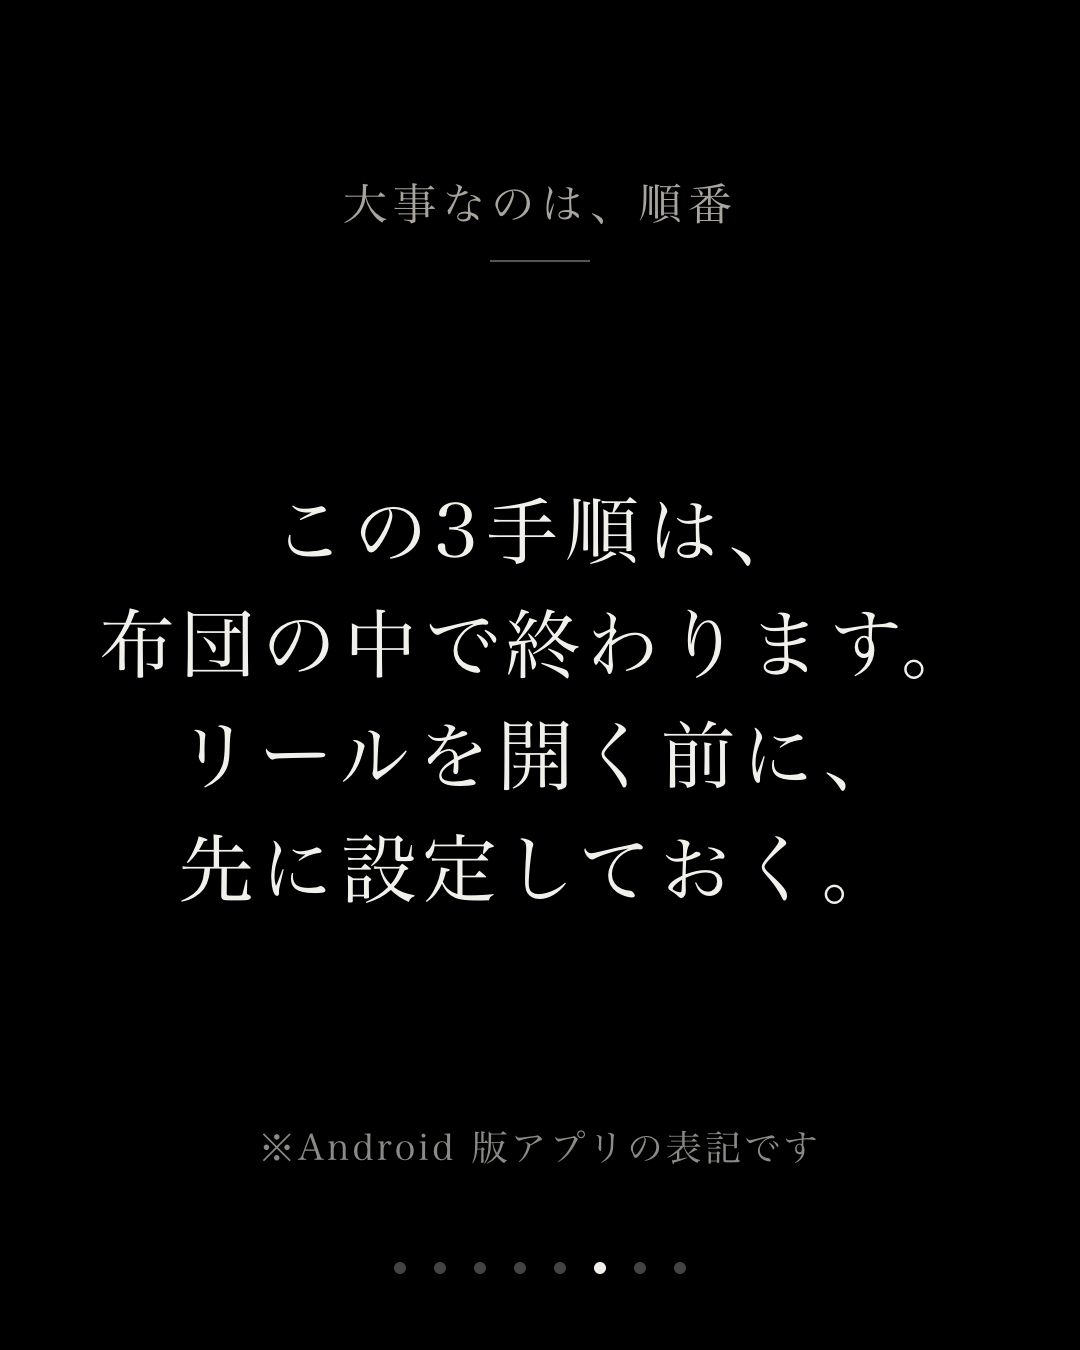 大事なのは、順番
この3手順は、
布団の中で終わります。
リールを開く前に、
先に設定しておく。
※Android 版アプリの表記です